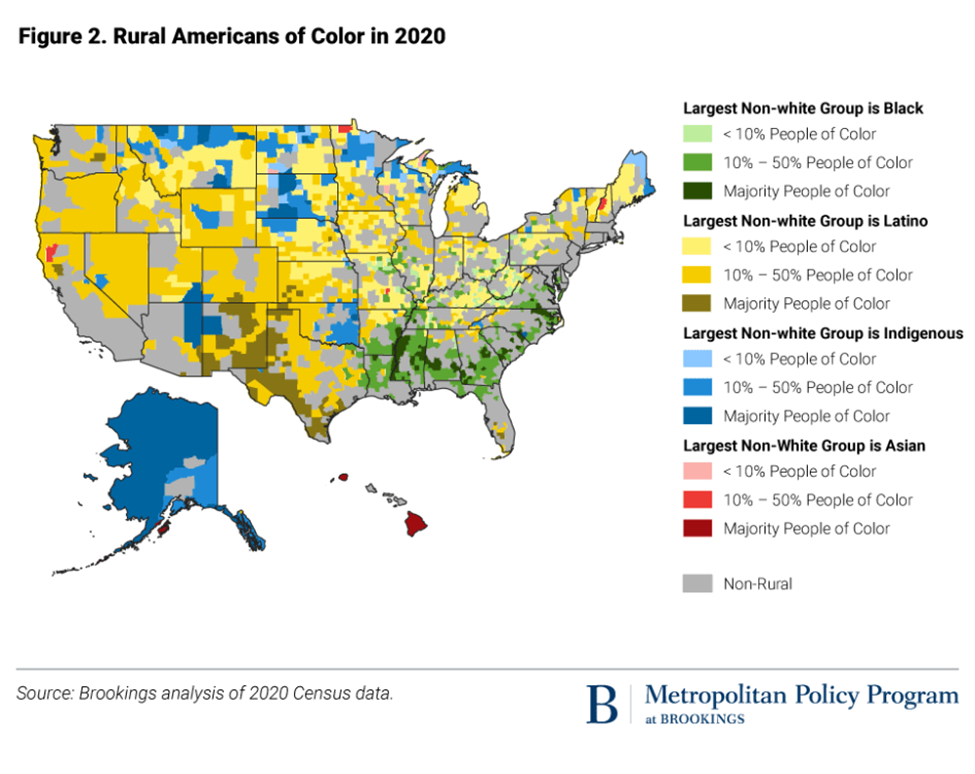 Figure 2. Rural Americans of Color in 2020
Largest Non-white Group is Black
< 10% People of Color
10% – 50% People of Color
Majority People of Color
Largest Non-white Group is Latino
< 10% People of Color
10% – 50% People of Color
Majority People of Color
Largest Non-white Group is Indigenous
< 10% People of Color
10% – 50% People of Color
Majority People of Color
Largest Non-White Group is Asian
< 10% People of Color
10% – 50% People of Color
Majority People of Color
Non-Rural
Source: Brookings analysis of 2020 Census data.
B
Metropolitan Policy Program
at BROOKINGS